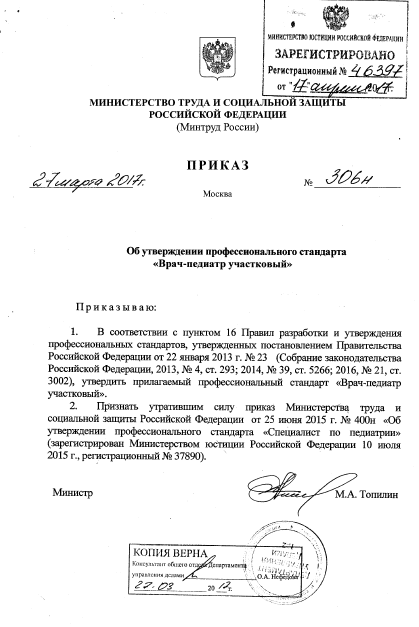 МИНИСТЕРСТВО ЮСТИЦИИ РОССИЙСКОЙ ФЕДЕРАЦИИ
ЗАРЕГИСТРИРОВАНО
Регистрационный № 46397
от "17" апреля 2017.
МИНИСТЕРСТВО ТРУДА И СОЦИАЛЬНОЙ ЗАЩИТЫ
РОССИЙСКОЙ ФЕДЕРАЦИИ
(Минтруд России)
ПРИКАЗ
27 марта 2017г.
№ 306н
Москва
Об утверждении профессионального стандарта
«Врач-педиатр участковый»
Приказываю:
1. В соответствии с пунктом 16 Правил разработки и утверждения
профессиональных стандартов, утвержденных постановлением Правительства
Российской Федерации от 22 января 2013 г. № 23 (Собрание законодательства
Российской Федерации, 2013, № 4, ст. 293; 2014, № 39, ст. 5266; 2016, № 21, ст.
3002), утвердить прилагаемый профессиональный стандарт «Врач-педиатр
участковый».
2. Признать утратившим силу приказ Министерства труда и
социальной защиты Российской Федерации от 25 июня 2015 г. № 400н «Об
утверждении профессионального стандарта «Специалист по педиатрии»
(зарегистрирован Министерством юстиции Российской Федерации 10 июля
2015 г., регистрационный № 37890).
Министр
М.А. Топилин
КОПИЯ ВЕРНА
Консультант общего отдела Департамента
управления делами
О.А. Нефедова
20 г.